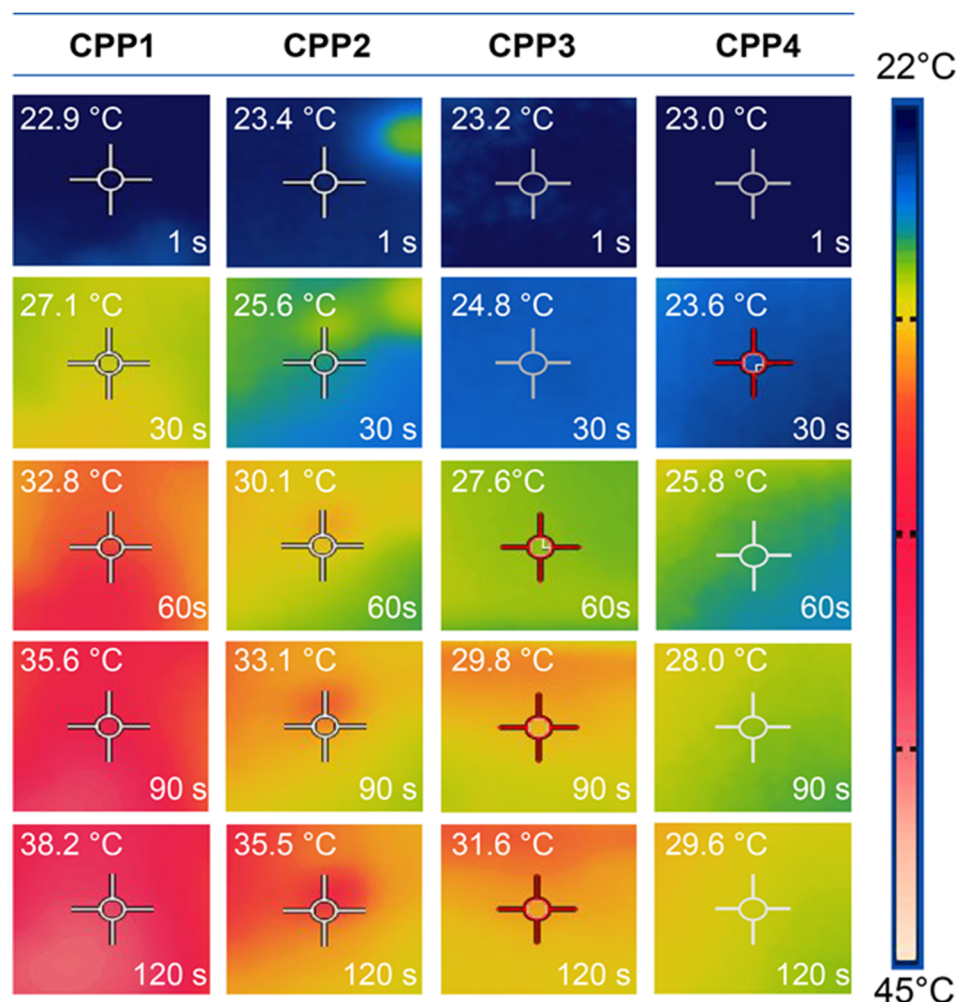 CPP1 CPP2 CPP3 CPP4
22°C
22.9 °C 23.4 °C 23.2 °C 23.0 °C
1 s 1 s 1 s 1 s
27.1 °C 25.6 °C 24.8 °C 23.6 °C
30 s 30 s 30 s 30 s
32.8 °C 30.1 °C 27.6°C 25.8 °C
60s 60s 60s 60s
35.6 °C 33.1 °C 29.8 °C 28.0 °C
90 s 90 s 90 s 90 s
38.2 °C 35.5 °C 31.6 °C 29.6 °C
120 s 120 s 120 s 120 s
45°C